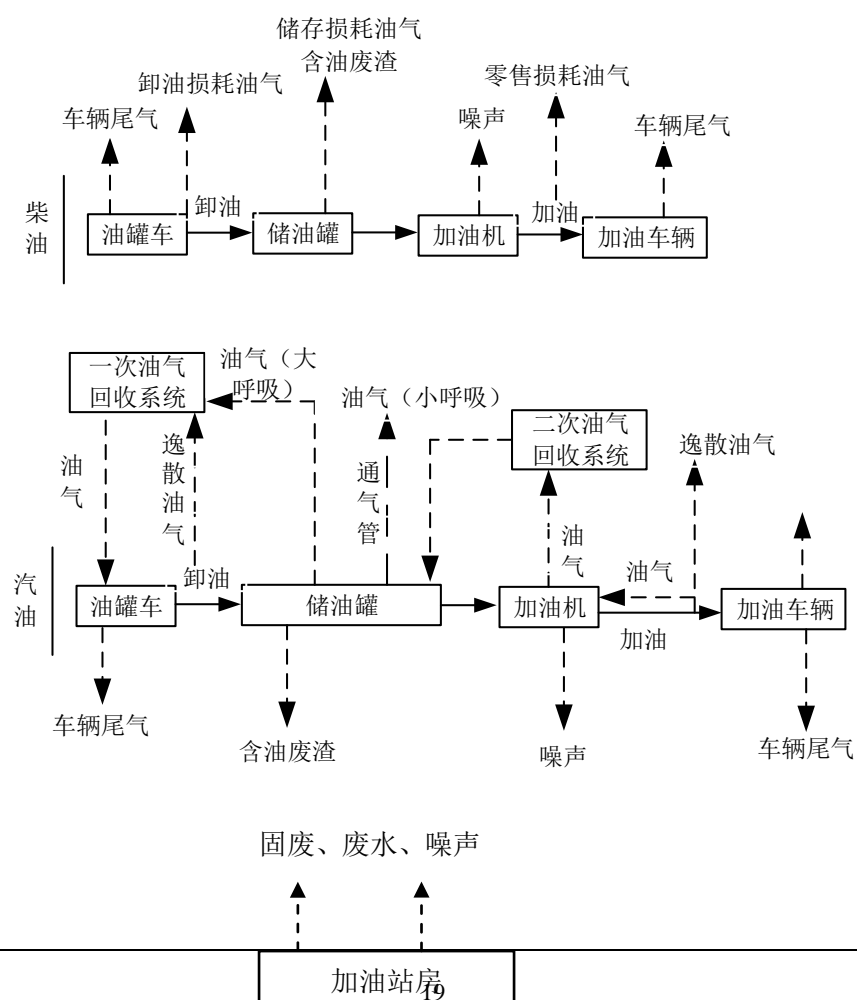 储存损耗油气
含油废渣
卸油损耗油气
零售损耗油气
车辆尾气
噪声
车辆尾气
柴
油
卸油
加油
油罐车
储油罐
加油机
加油车辆
一次油气
回收系统
油气（大
呼吸）
油气（小呼吸）
二次油气
回收系统
逸散油气
油
气
逸
散
油
气
通
气
管
油
气
汽
油
卸油
油气
油罐车
储油罐
加油机
加油车辆
加油
车辆尾气
含油废渣
噪声
车辆尾气
固废、废水、噪声
加油站房
19